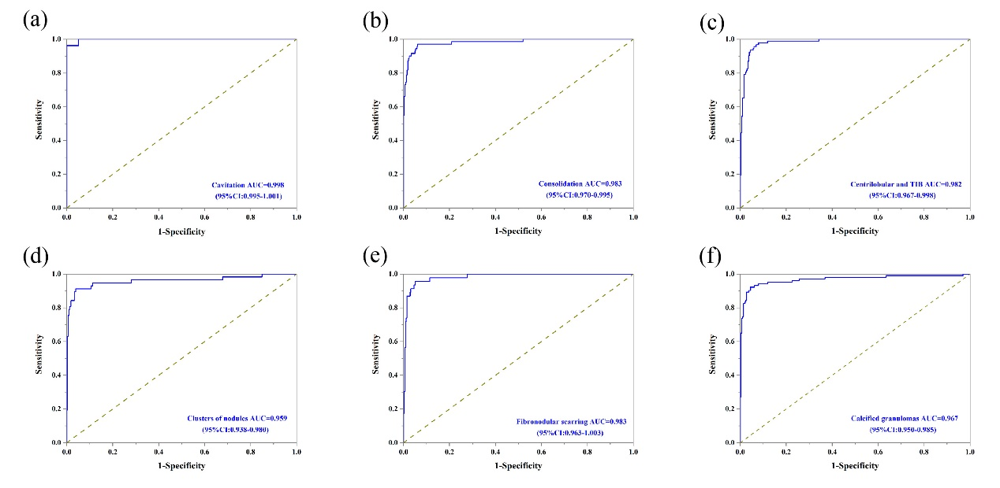 (a)
1.0
0.8
0.6
0.4
0.2
0.0
Sensitivity
Cavitation AUC=0.998
(95%CI:0.995-1.001)
0.0 0.2 0.4 0.6 0.8 1.0
1-Specificity
(b)
1.0
0.8
0.6
0.4
0.2
0.0
Sensitivity
Consolidation AUC=0.983
(95%CI:0.970-0.995)
0.0 0.2 0.4 0.6 0.8 1.0
1-Specificity
(c)
1.0
0.8
0.6
0.4
0.2
0.0
Sensitivity
Centrilobular and TIB AUC=0.982
(95%CI:0.967-0.998)
0.0 0.2 0.4 0.6 0.8 1.0
1-Specificity
(d)
1.0
0.8
0.6
0.4
0.2
0.0
Sensitivity
Clusters of nodules AUC=0.959
(95%CI:0.938-0.980)
0.0 0.2 0.4 0.6 0.8 1.0
1-Specificity
(e)
1.0
0.8
0.6
0.4
0.2
0.0
Sensitivity
Fibronodular scarring AUC=0.983
(95%CI:0.963-1.003)
0.0 0.2 0.4 0.6 0.8 1.0
1-Specificity
(f)
1.0
0.8
0.6
0.4
0.2
0.0
Sensitivity
Calcified granulomas AUC=0.967
(95%CI:0.950-0.985)
0.0 0.2 0.4 0.6 0.8 1.0
1-Specificity